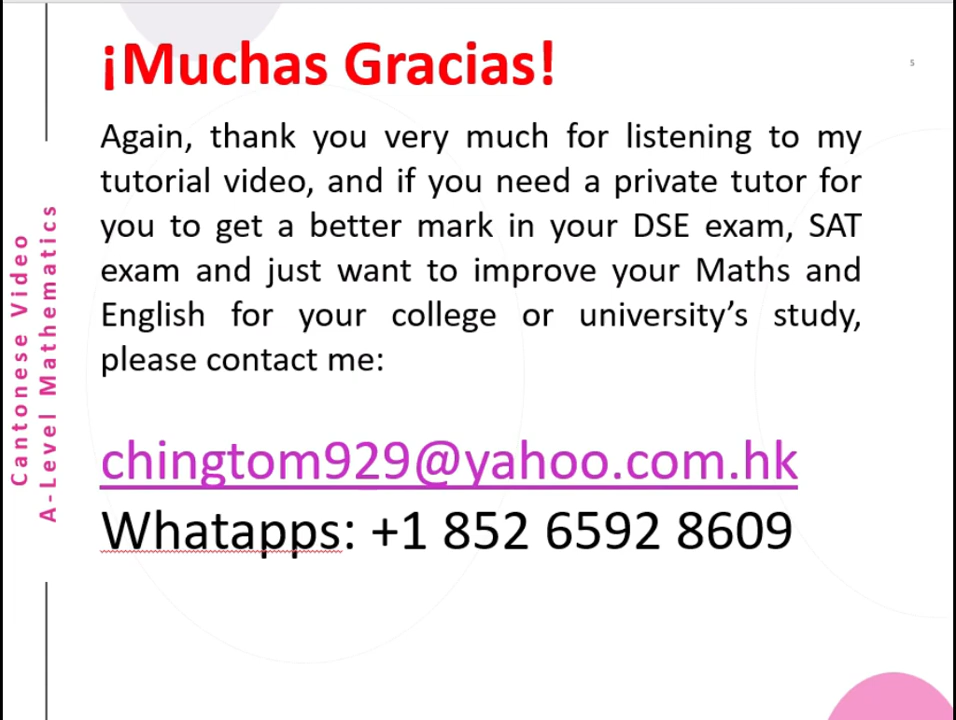 ¡Muchas Gracias!
5
Again, thank you very much for listening to my
tutorial video, and if you need a private tutor for
you to get a better mark in your DSE exam, SAT
exam and just want to improve your Maths and
English for your college or university’s study,
please contact me:
chingtom929@yahoo.com.hk
Whatapps: +1 852 6592 8609
Cantonese Video
A-Level Mathematics